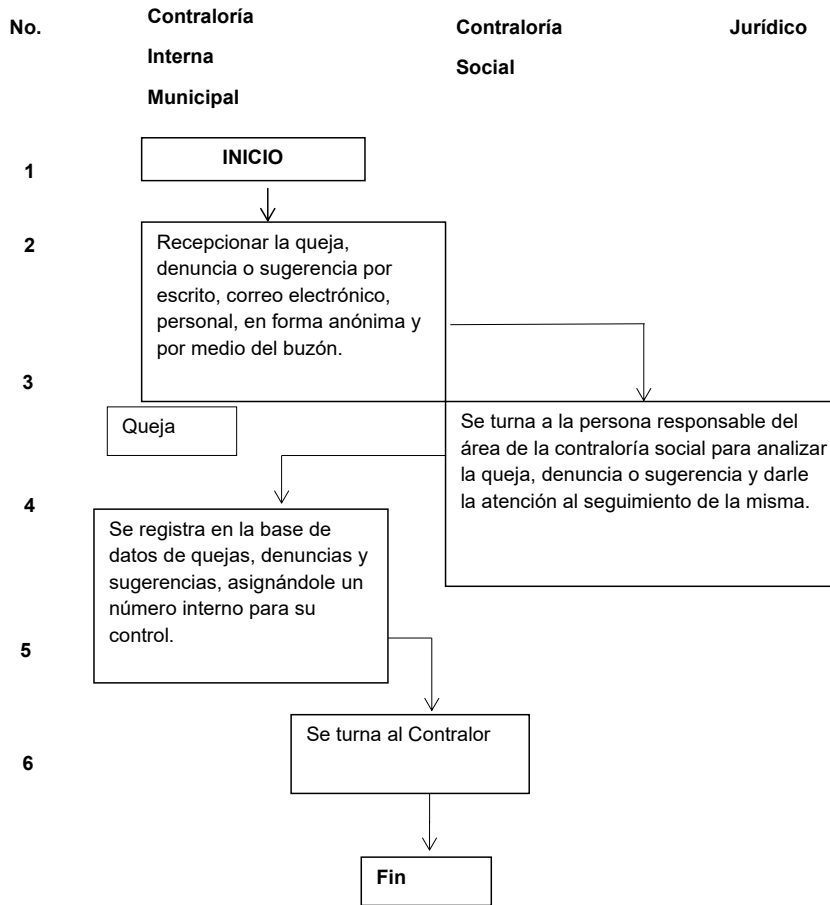 No.
Contraloría
Interna
Municipal
Contraloría
Social
Jurídico
1
INICIO
2
Recepcionar la queja,
denuncia o sugerencia por
escrito, correo electrónico,
personal, en forma anónima y
por medio del buzón.
3
Queja
Se turna a la persona responsable del
área de la contraloría social para analizar
la queja, denuncia o sugerencia y darle
la atención al seguimiento de la misma.
4
Se registra en la base de
datos de quejas, denuncias y
sugerencias, asignándole un
número interno para su
control.
5
Se turna al Contralor
6
Fin